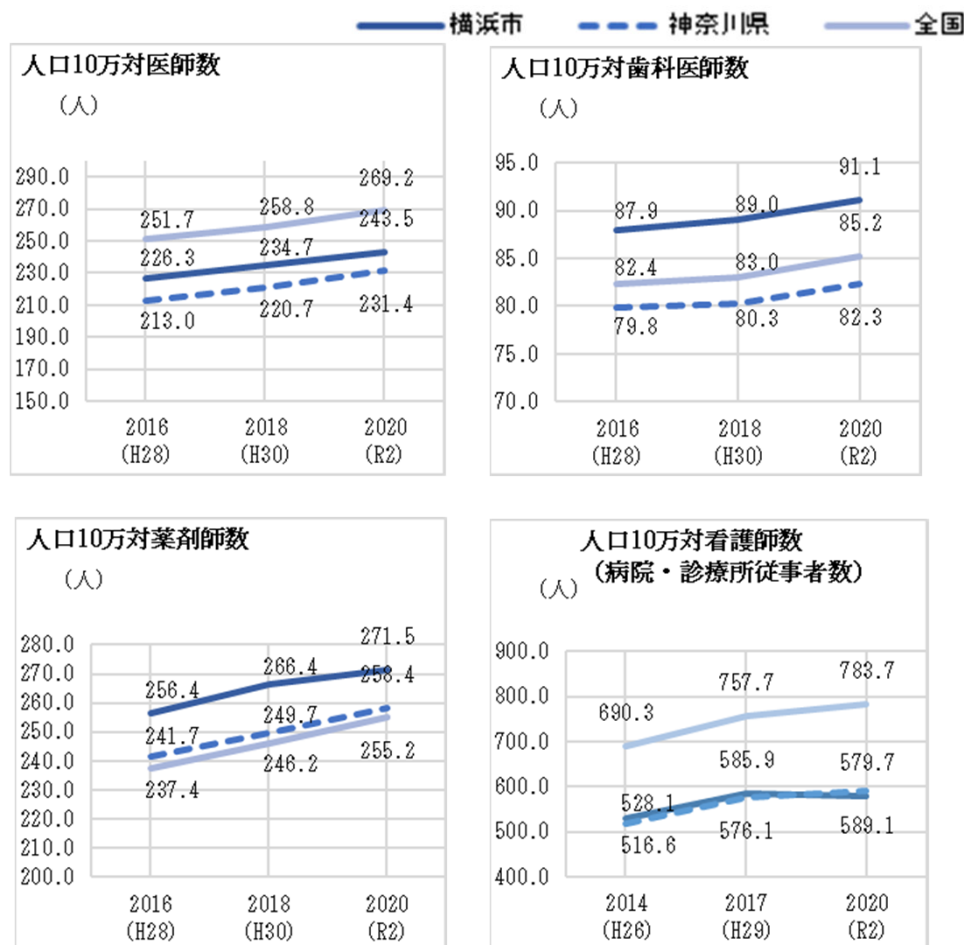 横浜市 神奈川県 全国
人口10万対医師数
(人)
290.0
270.0
250.0
230.0
210.0
190.0
170.0
150.0
251.7 258.8 269.2
226.3 234.7 243.5
213.0 220.7 231.4
2016 2018 2020
(H28) (H30) (R2)
人口10万対歯科医師数
(人)
95.0
90.0
85.0
80.0
75.0
70.0
87.9 89.0 91.1
82.4 83.0 85.2
79.8 80.3 82.3
2016 2018 2020
(H28) (H30) (R2)
人口10万対薬剤師数
(人)
280.0
270.0
260.0
250.0
240.0
230.0
220.0
210.0
200.0
256.4 266.4 271.5
241.7 249.7 258.4
237.4 246.2 255.2
2016 2018 2020
(H28) (H30) (R2)
人口10万対看護師数
(病院・診療所従事者数)
(人)
900.0
800.0
700.0
600.0
500.0
400.0
690.3 757.7 783.7
528.1 585.9 579.7
516.6 576.1 589.1
2014 2017 2020
(H26) (H29) (R2)